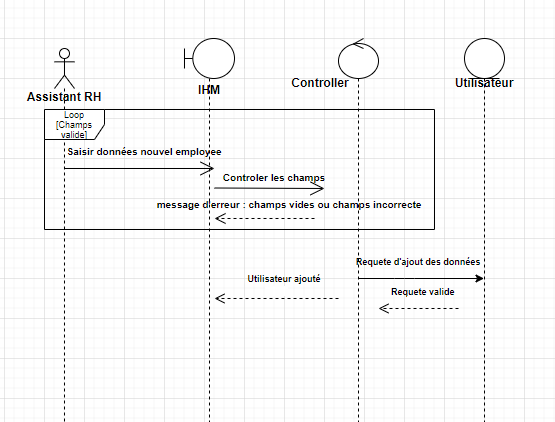 Assistant RH
IHM
Controller
Utilisateur
Loop
[Champs
valide]
Saisir données nouvel employee
Controler les champs
message d'erreur : champs vides ou champs incorrecte
Requete d'ajout des données
Utilisateur ajouté
Requete valide